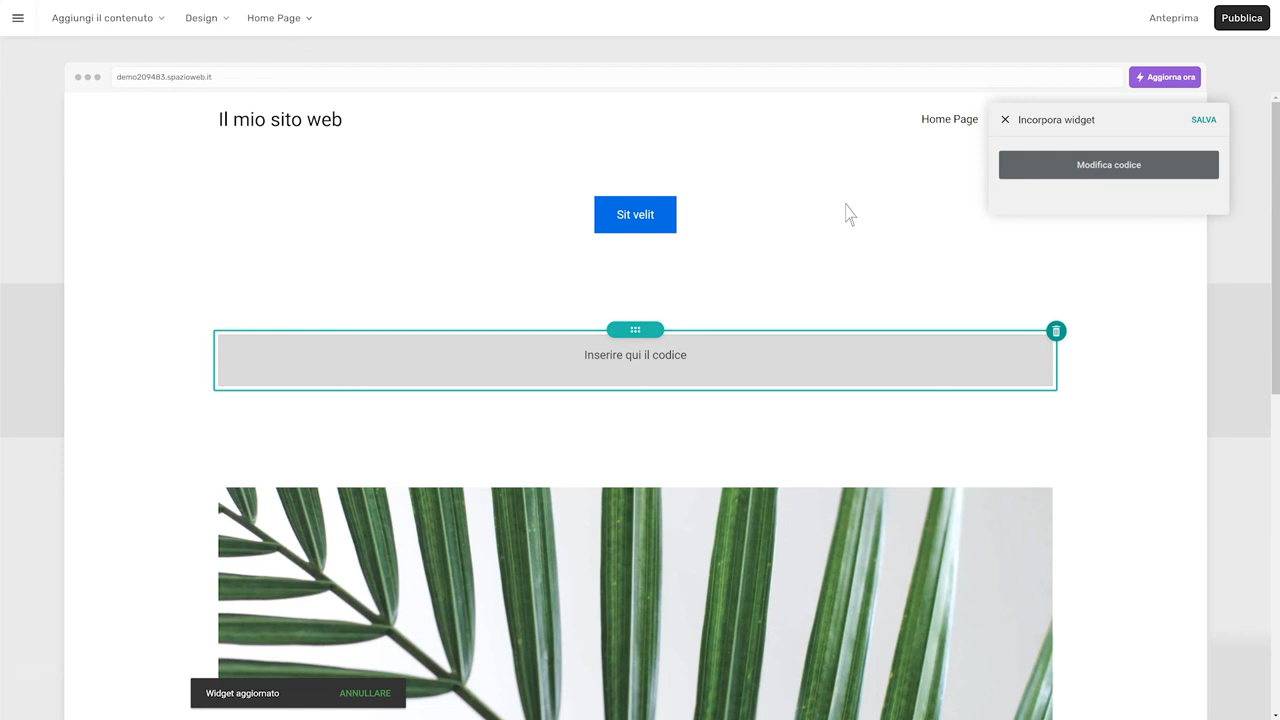 Aggiungi il contenuto
Design
Home Page
Anteprima
Pubblica
demo209483.spazioweb.it
Aggiorna ora
Il mio sito web
Home Page
Incorpora widget
SALVA
Modifica codice
Sit velit
Inserire qui il codice
Widget aggiornato
ANNULLARE